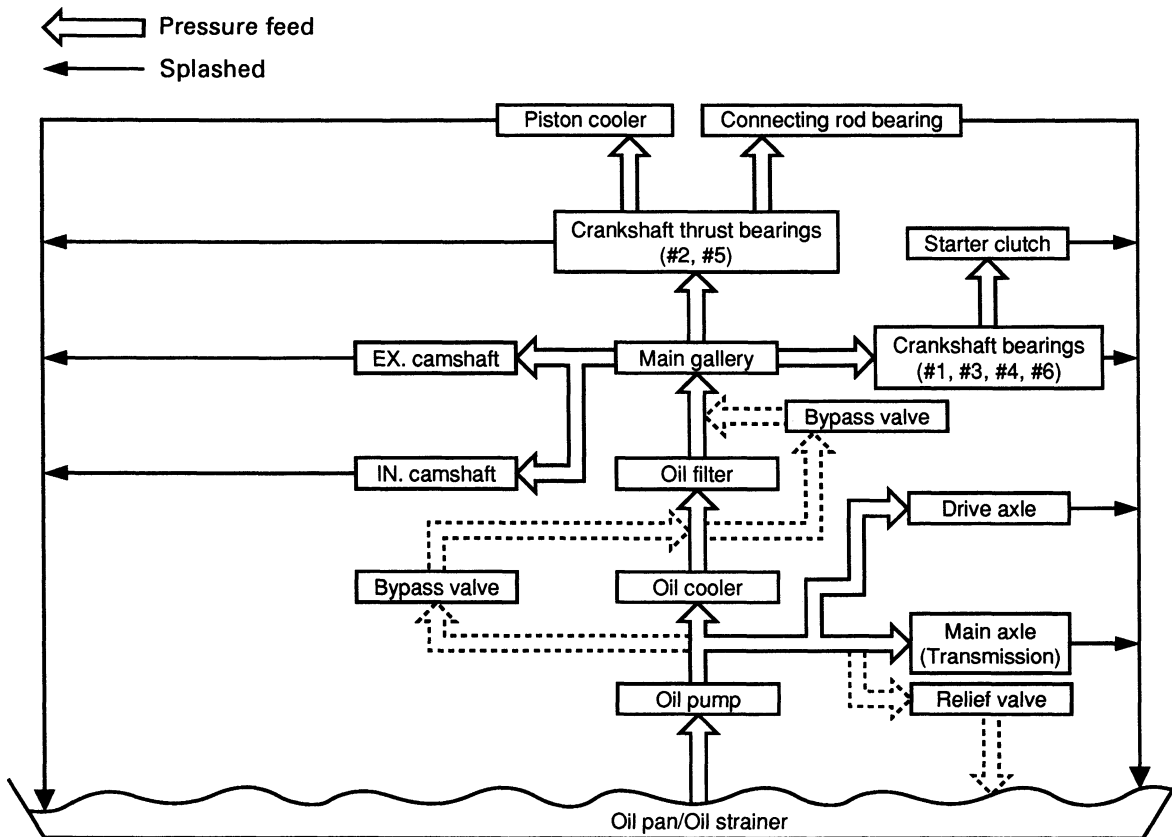 Pressure feed
Splashed
Piston cooler
Connecting rod bearing
Crankshaft thrust bearings
(#2, #5)
Starter clutch
EX. camshaft
Main gallery
Crankshaft bearings
(#1, #3, #4, #6)
Bypass valve
IN. camshaft
Oil filter
Drive axle
Bypass valve
Oil cooler
Main axle
(Transmission)
Oil pump
Relief valve
Oil pan/Oil strainer